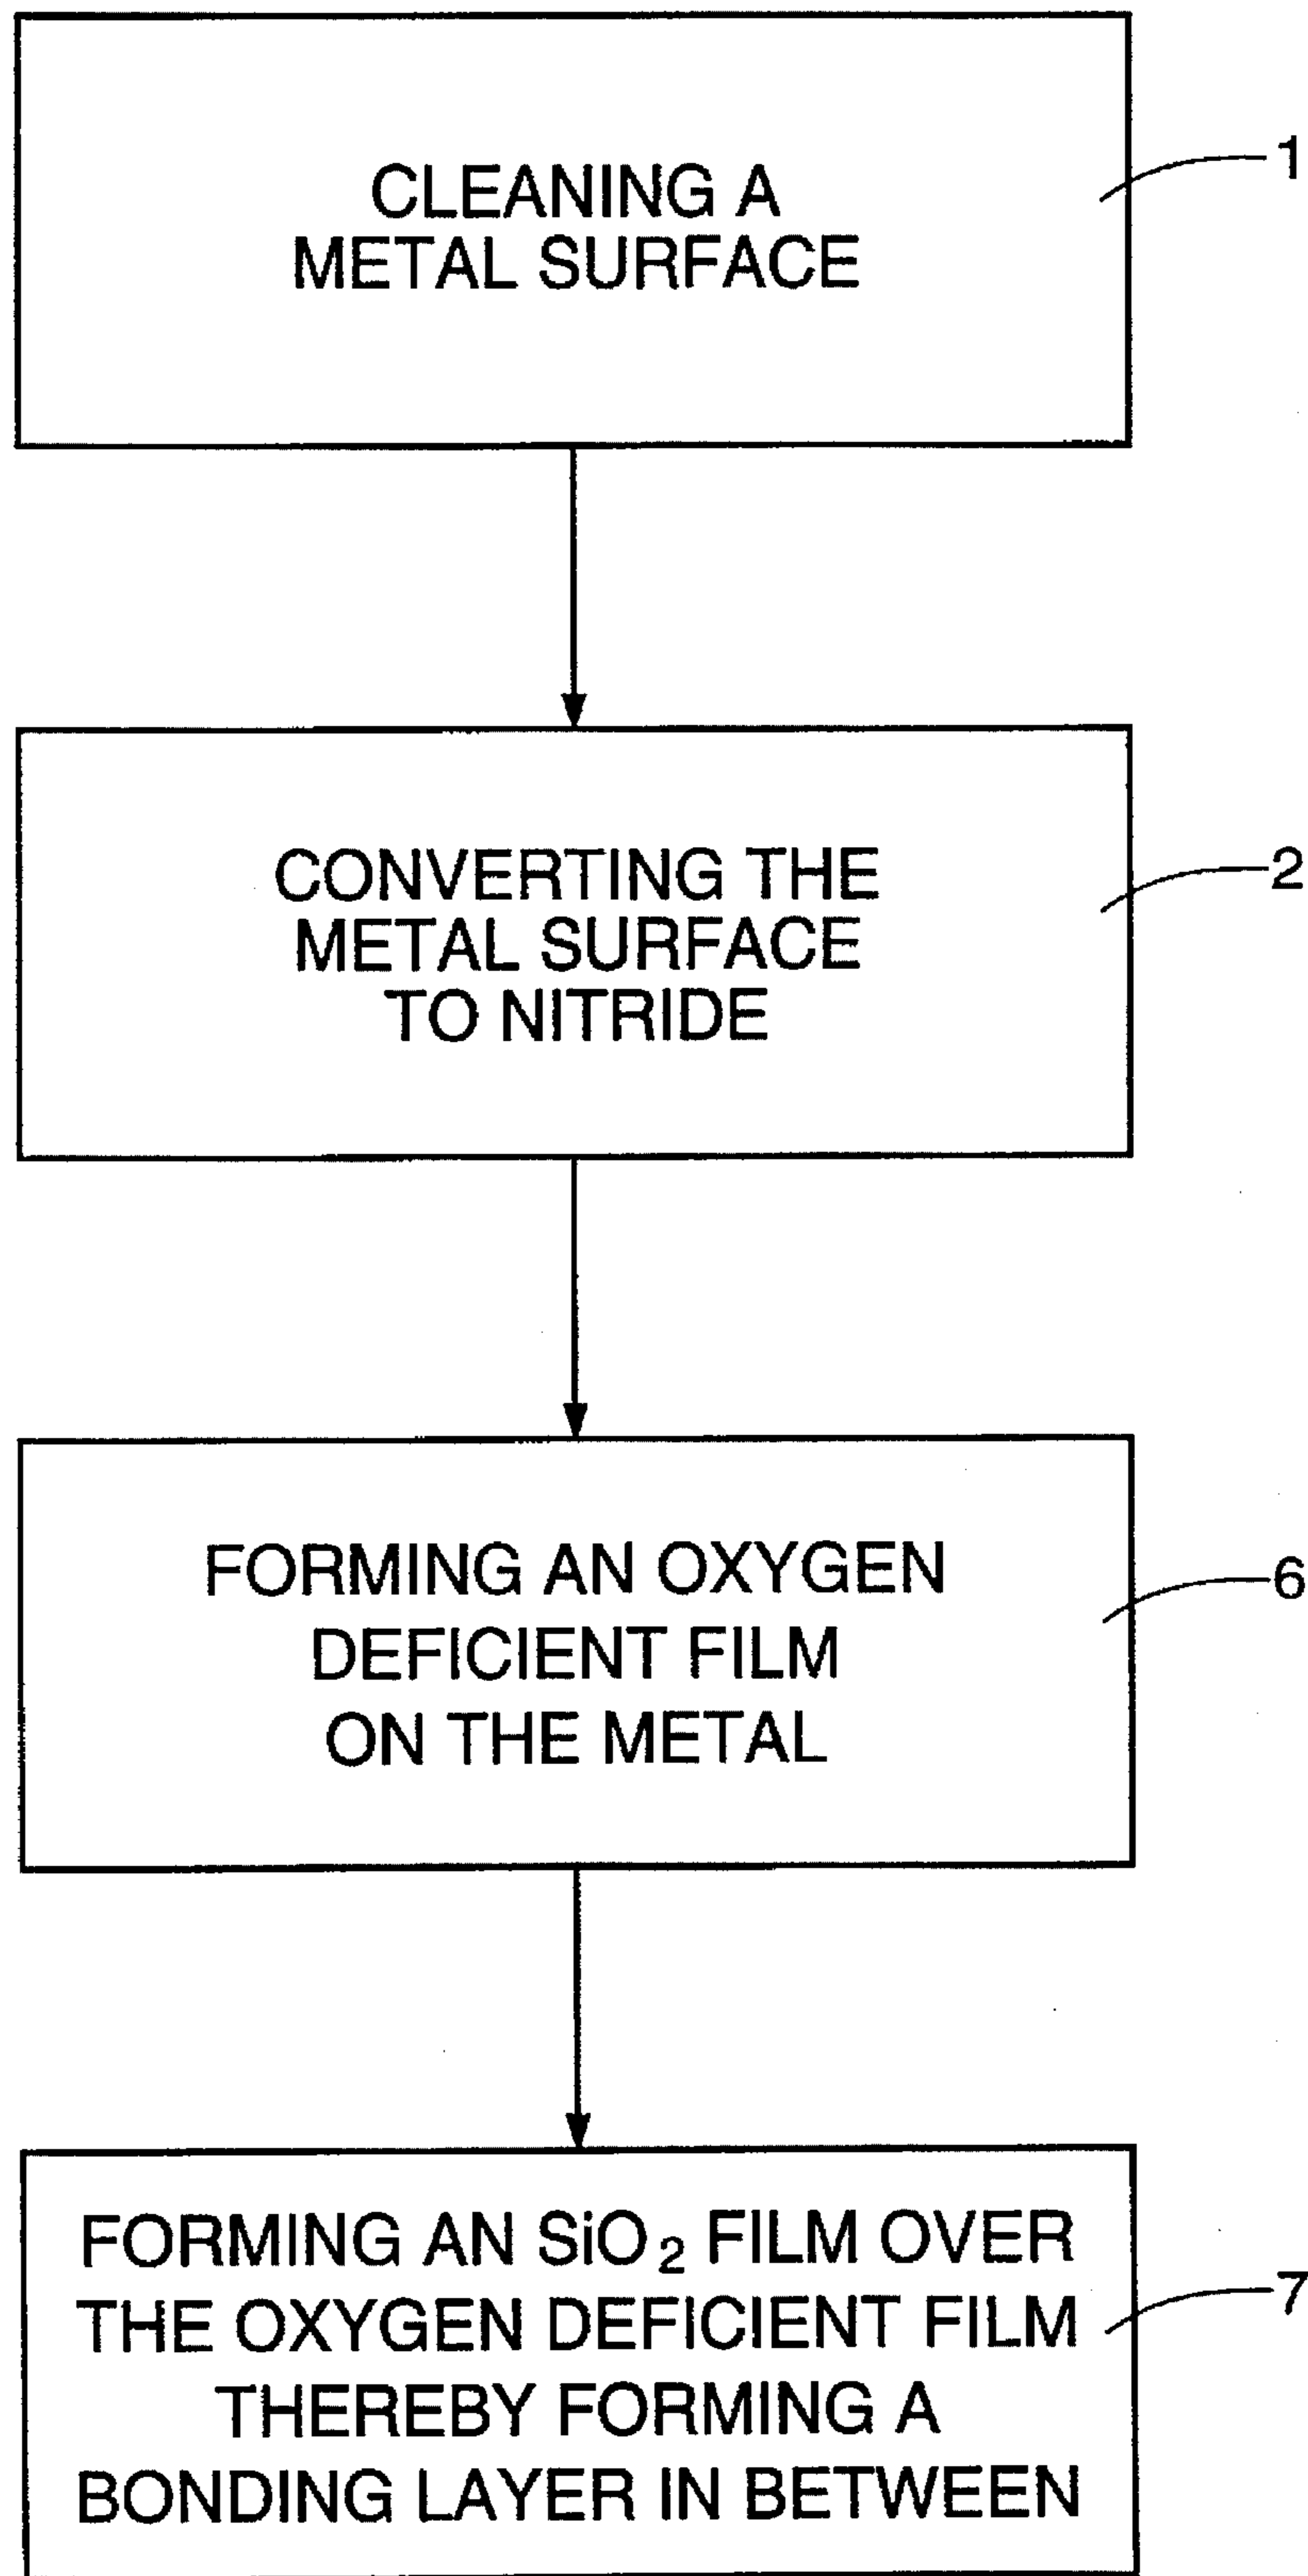 CLEANING A
METAL SURFACE
1
CONVERTING THE
METAL SURFACE
TO NITRIDE
2
FORMING AN OXYGEN
DEFICIENT FILM
ON THE METAL
6
FORMING AN SiO₂ FILM OVER
THE OXYGEN DEFICIENT FILM
THEREBY FORMING A
BONDING LAYER IN BETWEEN
7